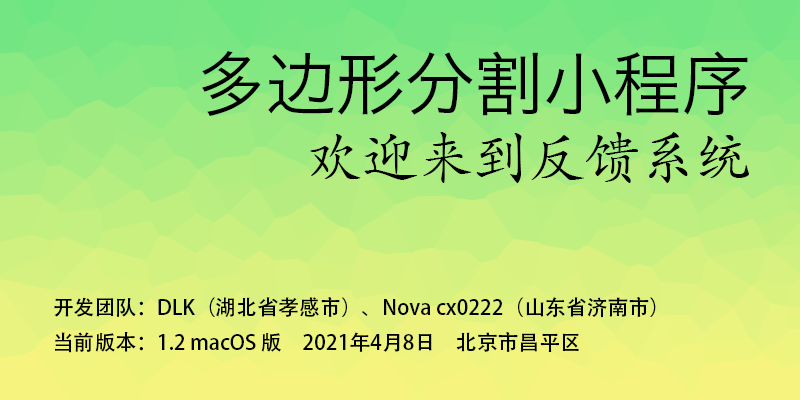 多边形分割小程序
欢迎来到反馈系统
开发团队：DLK（湖北省孝感市）、Nova cx0222（山东省济南市）
当前版本：1.2 macOS 版　2021年4月8日　北京市昌平区